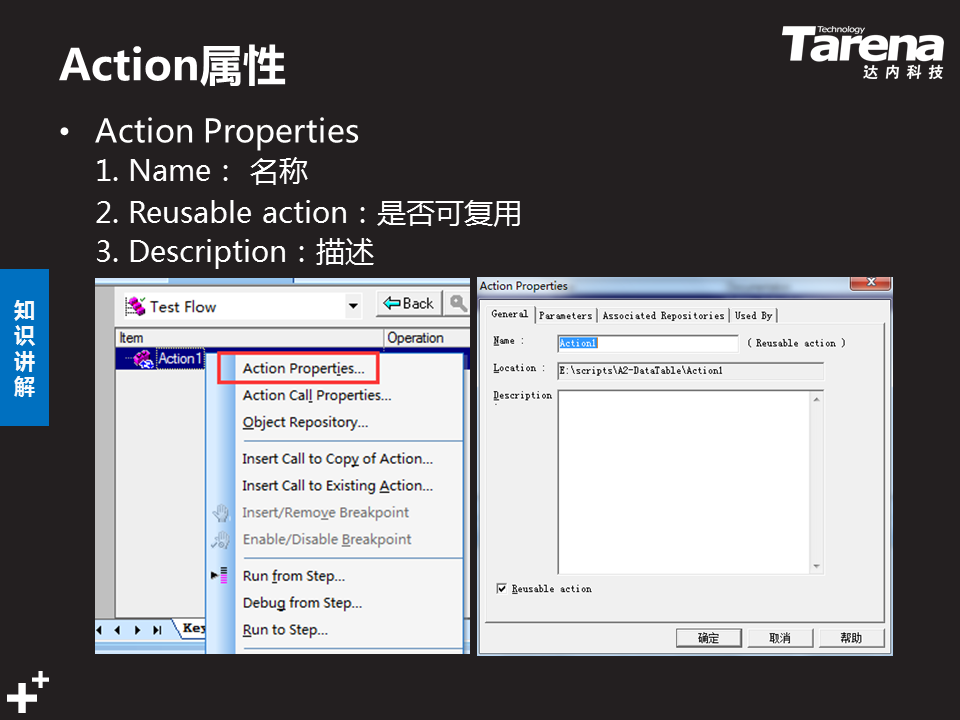 Technology
Tarena
达内科技
Action属性
• Action Properties
1. Name： 名称
2. Reusable action：是否可复用
3. Description：描述
知识讲解
Test Flow
Back
Item Operation
Action1
Action Properties...
Action Call Properties...
Object Repository...
Insert Call to Copy of Action...
Insert Call to Existing Action...
Insert/Remove Breakpoint
Enable/Disable Breakpoint
Run from Step...
Debug from Step...
Run to Step...
Key
Action Properties
General Parameters Associated Repositories Used By
Name : Action1 ( Reusable action )
Location : E:\scripts\A2-DataTable\Action1
Description :
Reusable action
确定 取消 帮助